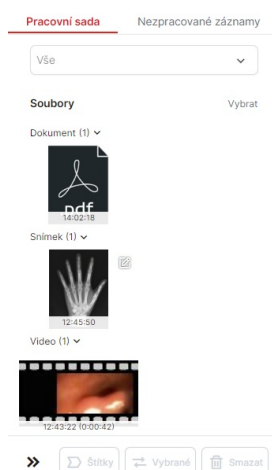 Pracovní sada Nezpracované záznamy
Vše
Soubory Vybrat
Dokument (1)
pdf
14:02:18
Snímek (1)
12:45:50
Video (1)
12:43:22 (0:00:42)
Štítky Vybrané Smazat